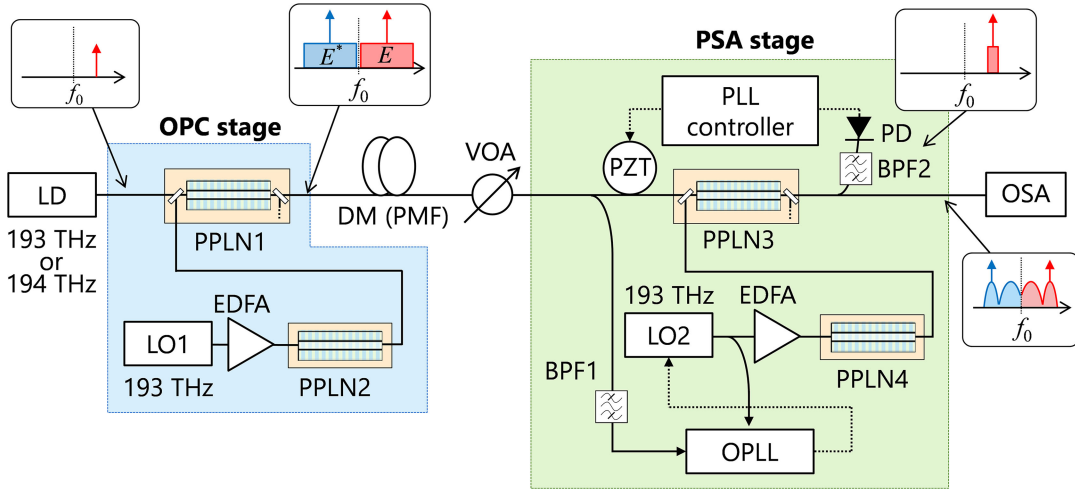 PSA stage
f0
E* E
f0
f0
OPC stage
PLL
controller
PD
VOA
PZT
BPF2
LD
DM (PMF)
OSA
PPLN1
PPLN3
193 THz
or
194 THz
EDFA
193 THz
EDFA
LO1
LO2
f0
193 THz
PPLN2
BPF1
PPLN4
OPLL